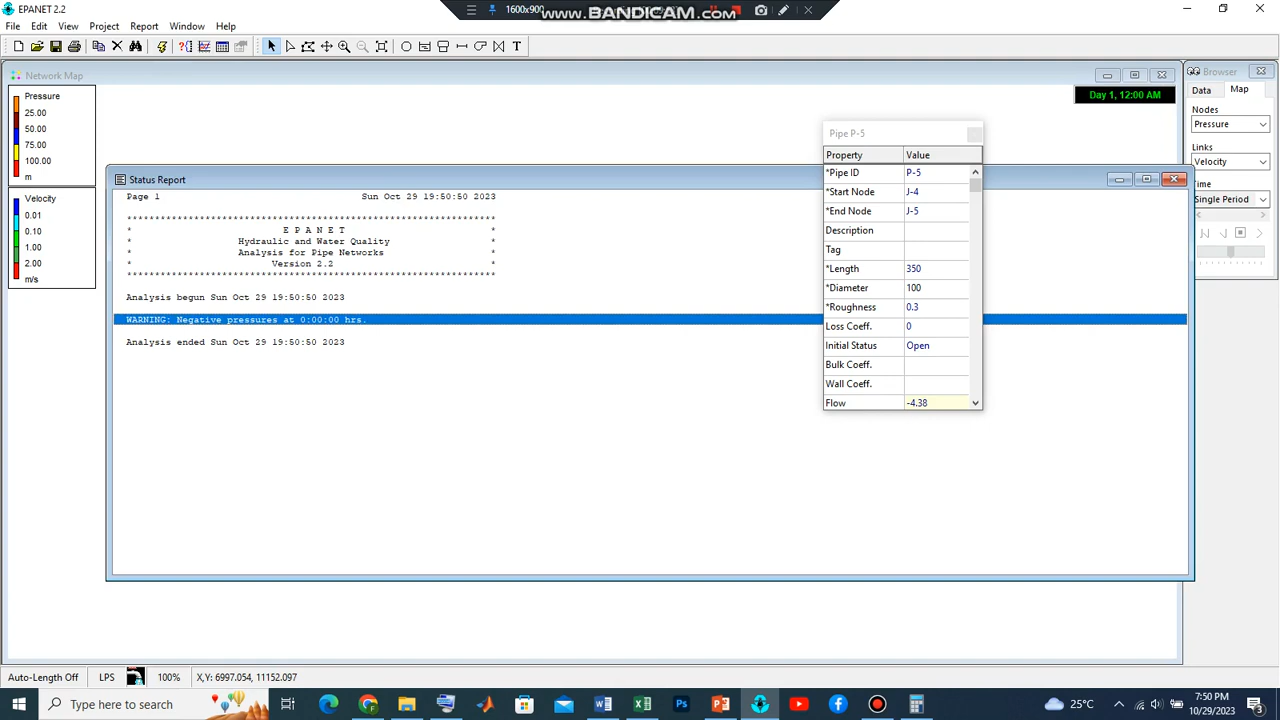 EPANET 2.2
1600x900
www.BANDICAM.com
File Edit View Project Report Window Help
Network Map
Day 1, 12:00 AM
Pressure
25.00
50.00
75.00
100.00
m
Velocity
0.01
0.10
1.00
2.00
m/s
Status Report
Page 1 Sun Oct 29 19:50:50 2023
******************************************************************
* E P A N E T *
* Hydraulic and Water Quality *
* Analysis for Pipe Networks *
* Version 2.2 *
******************************************************************
Analysis begun Sun Oct 29 19:50:50 2023
WARNING: Negative pressures at 0:00:00 hrs.
Analysis ended Sun Oct 29 19:50:50 2023
Pipe P-5
Property Value
*Pipe ID P-5
*Start Node J-4
*End Node J-5
Description
Tag
*Length 350
*Diameter 100
*Roughness 0.3
Loss Coeff. 0
Initial Status Open
Bulk Coeff.
Wall Coeff.
Flow -4.38
Browser
Data Map
Nodes
Pressure
Links
Velocity
Time
Single Period
Auto-Length Off LPS 100% X,Y: 6997.054, 11152.097
Type here to search
25°C
7:50 PM
10/29/2023